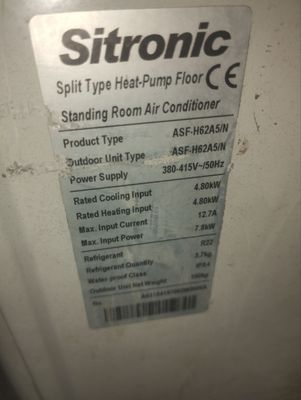 Sitronic
Split Type Heat-Pump Floor CE
Standing Room Air Conditioner
Product Type ASF-H62A5/N
Outdoor Unit Type ASF-H62A5/N
Power Supply 380-415V~/50Hz
Rated Cooling Input 4.80kW
Rated Heating Input 4.80kW
Max. Input Current 12.7A
Max. Input Power 7.8kW
Refrigerant R22
Refrigerant Quantity 3.7kg
Water proof Class IPX4
Outdoor Unit Net Weight
No.